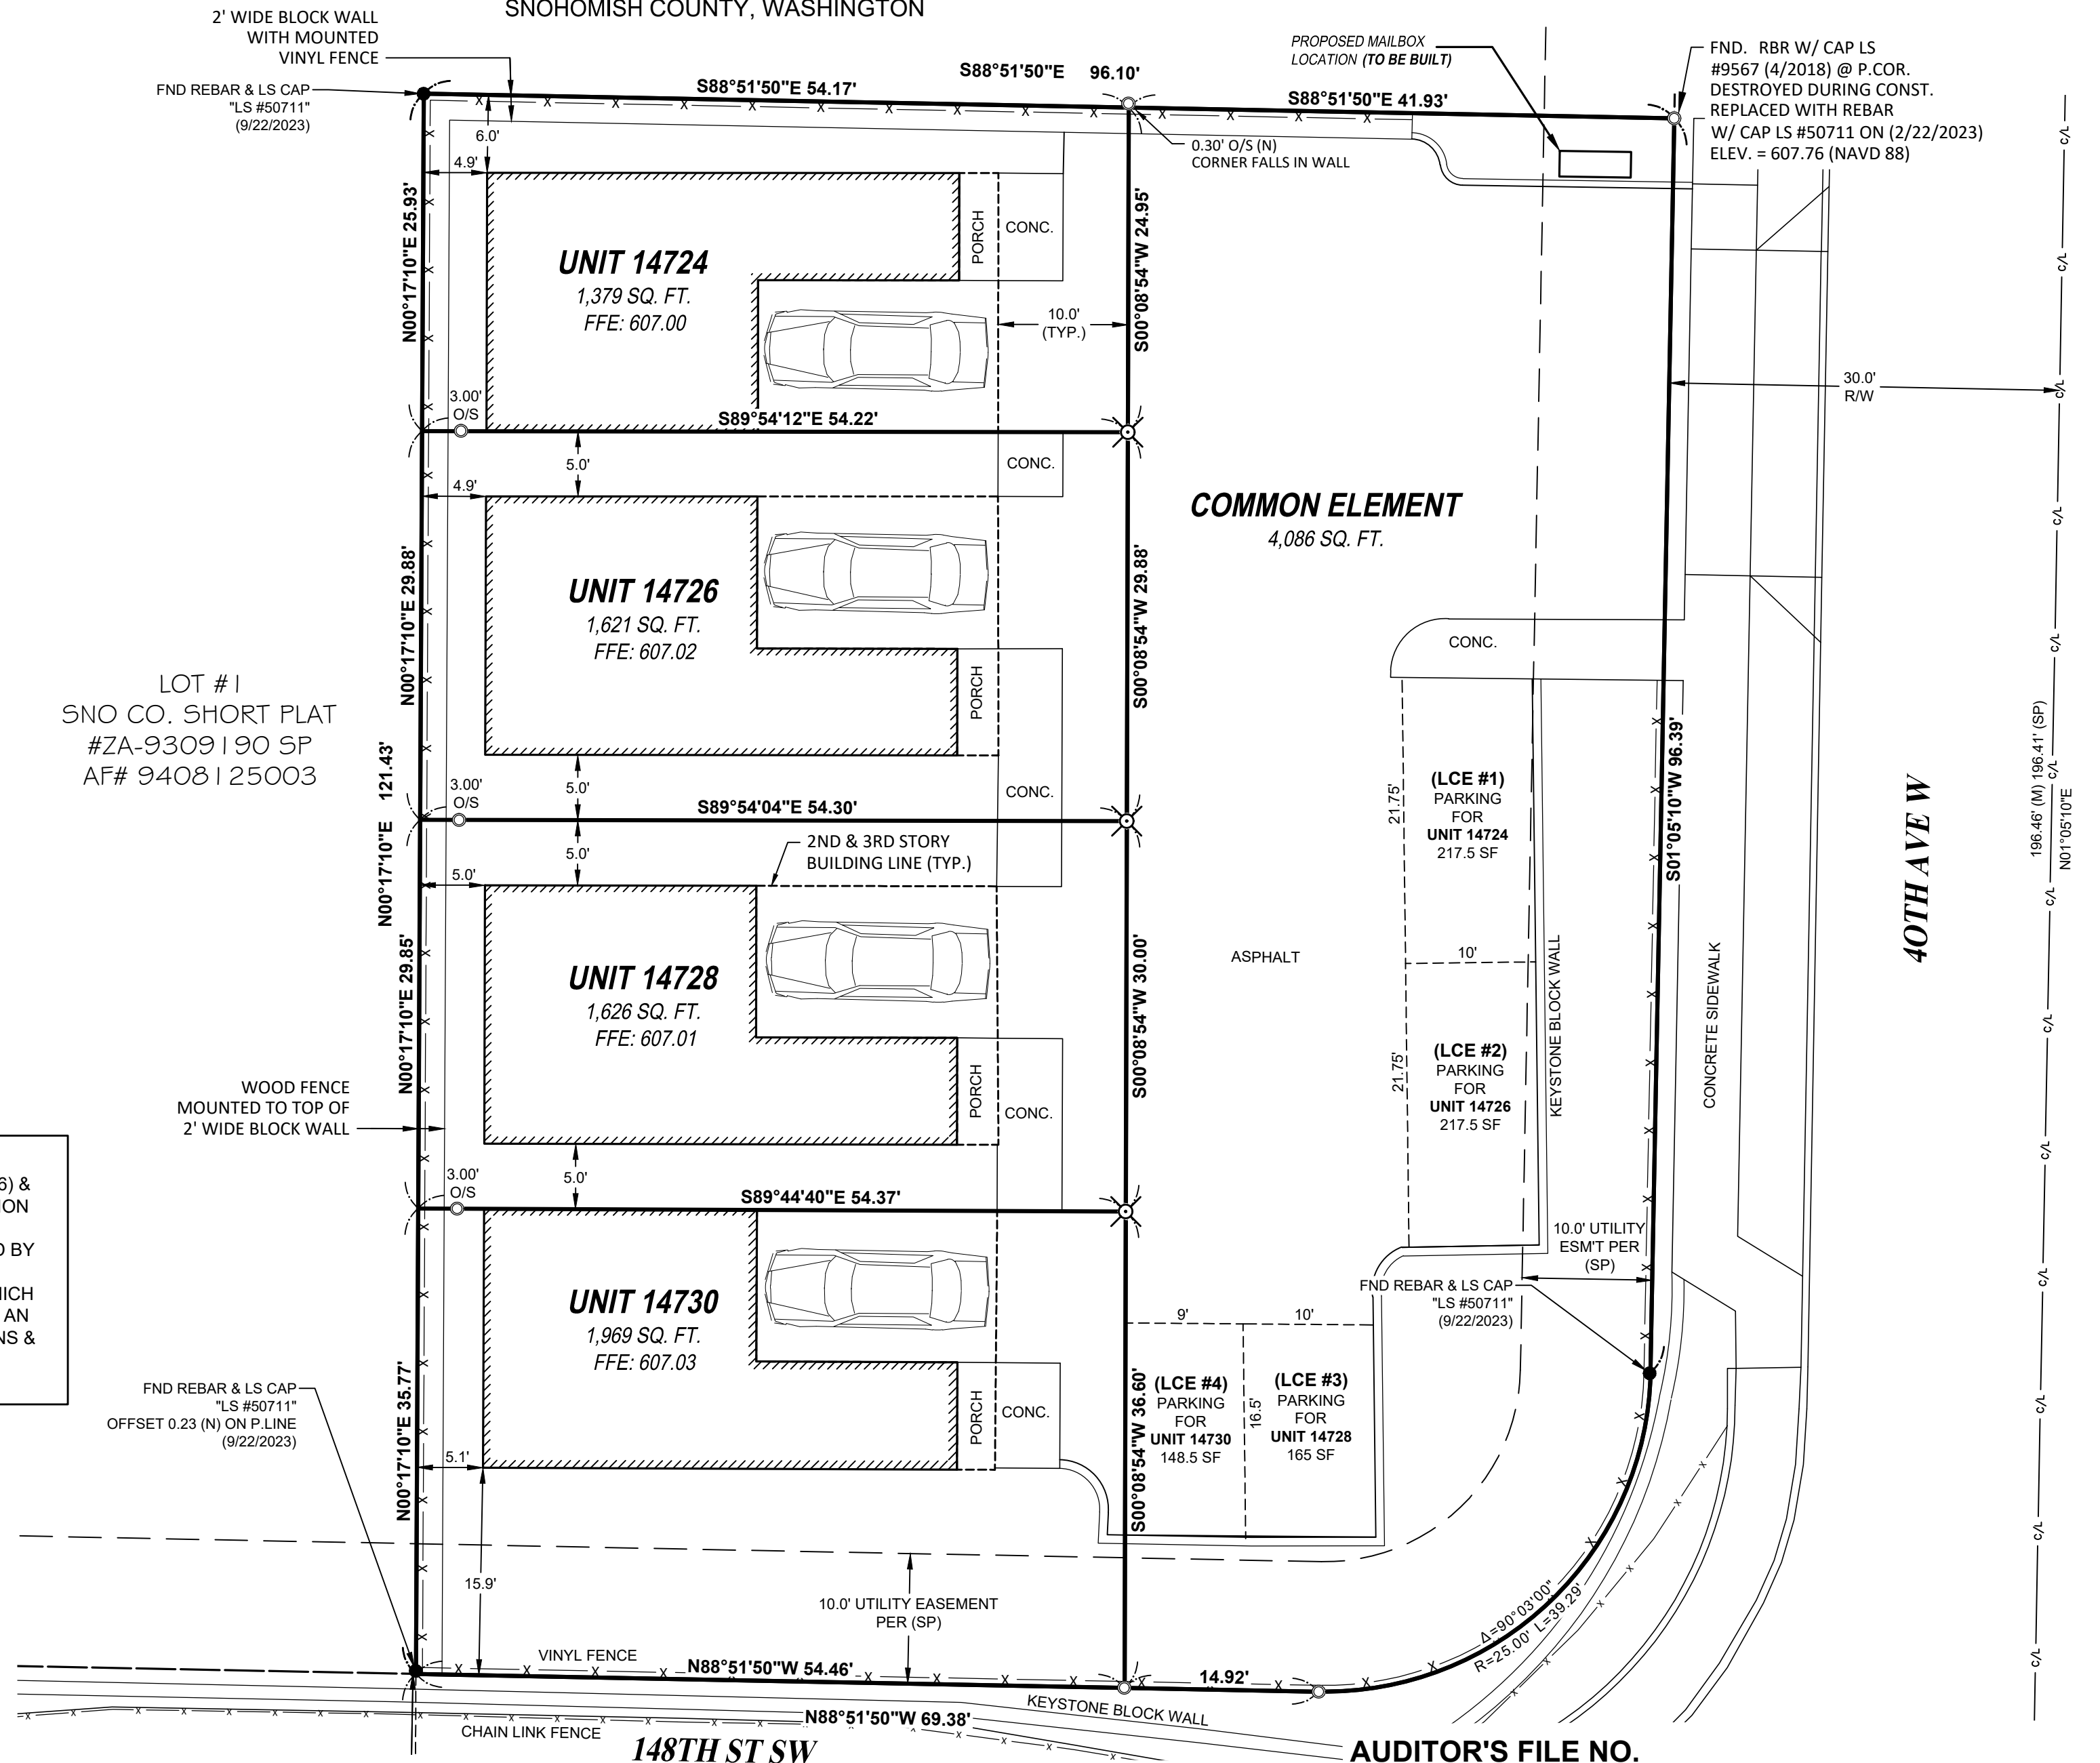 SNOHOMISH COUNTY, WASHINGTON
2' WIDE BLOCK WALL
WITH MOUNTED
VINYL FENCE
FND REBAR & LS CAP
"LS #50711"
(9/22/2023)
S88°51'50"E 54.17'
S88°51'50"E 96.10'
S88°51'50"E 41.93'
PROPOSED MAILBOX
LOCATION (TO BE BUILT)
FND. RBR W/ CAP LS
#9567 (4/2018) @ P.COR.
DESTROYED DURING CONST.
REPLACED WITH REBAR
W/ CAP LS #50711 ON (2/22/2023)
ELEV. = 607.76 (NAVD 88)
0.30' O/S (N)
CORNER FALLS IN WALL
6.0'
4.9'
N00°17'10"E 25.93'
UNIT 14724
1,379 SQ. FT.
FFE: 607.00
PORCH
CONC.
10.0'
(TYP.)
S00°08'54"W 24.95'
30.0'
R/W
3.00'
O/S
S89°54'12"E 54.22'
5.0'
CONC.
4.9'
N00°17'10"E 29.88'
UNIT 14726
1,621 SQ. FT.
FFE: 607.02
PORCH
S00°08'54"W 29.88'
COMMON ELEMENT
4,086 SQ. FT.
CONC.
LOT #1
SNO CO. SHORT PLAT
#ZA-9309190 SP
AF# 9408125003
N00°17'10"E 121.43'
3.00'
O/S
5.0'
CONC.
S89°54'04"E 54.30'
5.0'
2ND & 3RD STORY
BUILDING LINE (TYP.)
5.0'
N00°17'10"E 29.85'
UNIT 14728
1,626 SQ. FT.
FFE: 607.01
PORCH
CONC.
S00°08'54"W 30.00'
ASPHALT
21.75'
(LCE #1)
PARKING
FOR
UNIT 14724
217.5 SF
10'
21.75'
(LCE #2)
PARKING
FOR
UNIT 14726
217.5 SF
KEYSTONE BLOCK WALL
S01°05'10"W 96.39'
CONCRETE SIDEWALK
40TH AVE W
196.46' (M) 196.41' (SP)
N01°05'10"E
C/L
C/L
C/L
C/L
C/L
C/L
C/L
C/L
C/L
C/L
C/L
C/L
C/L
WOOD FENCE
MOUNTED TO TOP OF
2' WIDE BLOCK WALL
6) &
ION
D BY
HICH
AN
NS &
3.00'
O/S
5.0'
S89°44'40"E 54.37'
10.0' UTILITY
ESM'T PER
(SP)
FND REBAR & LS CAP
"LS #50711"
(9/22/2023)
N00°17'10"E 35.77'
UNIT 14730
1,969 SQ. FT.
FFE: 607.03
PORCH
CONC.
S00°08'54"W 36.60'
9'
10'
(LCE #4)
PARKING
FOR
UNIT 14730
148.5 SF
16.5'
(LCE #3)
PARKING
FOR
UNIT 14728
165 SF
FND REBAR & LS CAP
"LS #50711"
OFFSET 0.23 (N) ON P.LINE
(9/22/2023)
5.1'
15.9'
10.0' UTILITY EASEMENT
PER (SP)
Δ=90°03'00"
R=25.00' L=39.29'
VINYL FENCE
N88°51'50"W 54.46'
14.92'
KEYSTONE BLOCK WALL
N88°51'50"W 69.38'
CHAIN LINK FENCE
148TH ST SW
AUDITOR'S FILE NO.